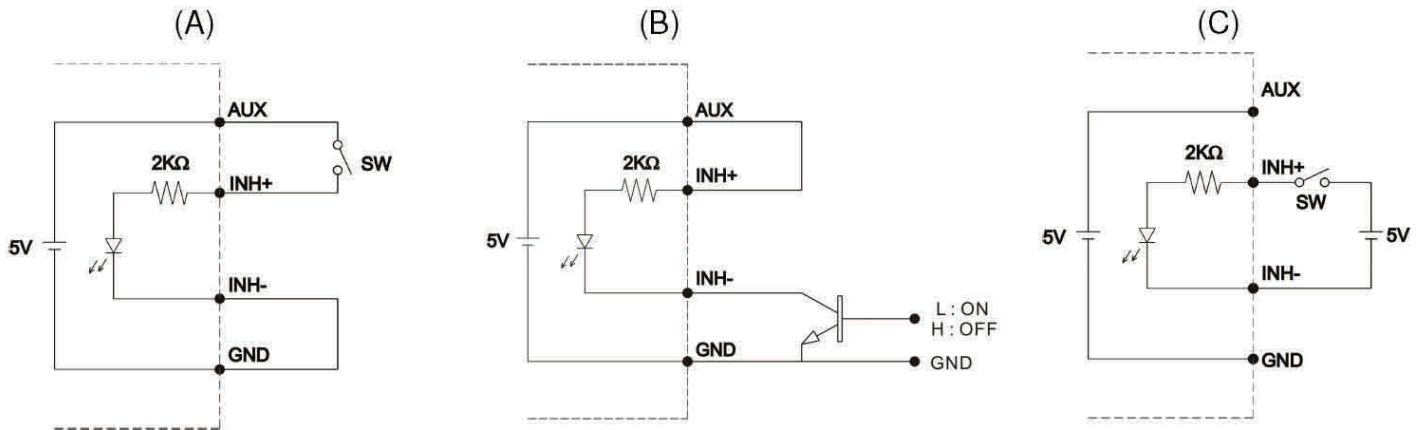 (A)
AUX
2KΩ
INH+
SW
5V
INH-
GND
(B)
AUX
2KΩ
INH+
5V
INH-
L : ON
H : OFF
GND
GND
(C)
AUX
2KΩ
INH+
SW
5V
5V
INH-
GND